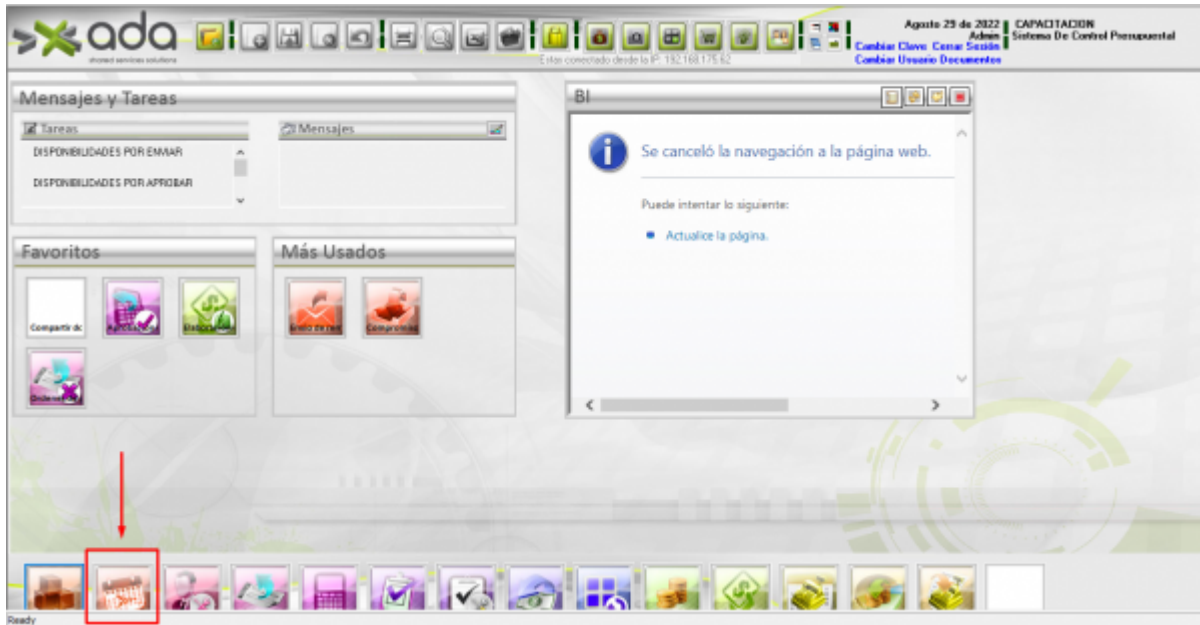 ada
shared services solutions
Estas conectado desde la IP: 192.168.175.62
Agosto 29 de 2022
Admin
Cambiar Clave Cerrar Sesión
Cambiar Usuario Documentos
CAPACITACION
Sistema De Control Presupuestal
Mensajes y Tareas
Tareas
DISPONIBILIDADES POR ENVIAR
DISPONIBILIDADES POR APROBAR
Mensajes
BI
Se canceló la navegación a la página web.
Puede intentar lo siguiente:
Actualice la página.
Favoritos
Compartir dc
Más Usados
Ready